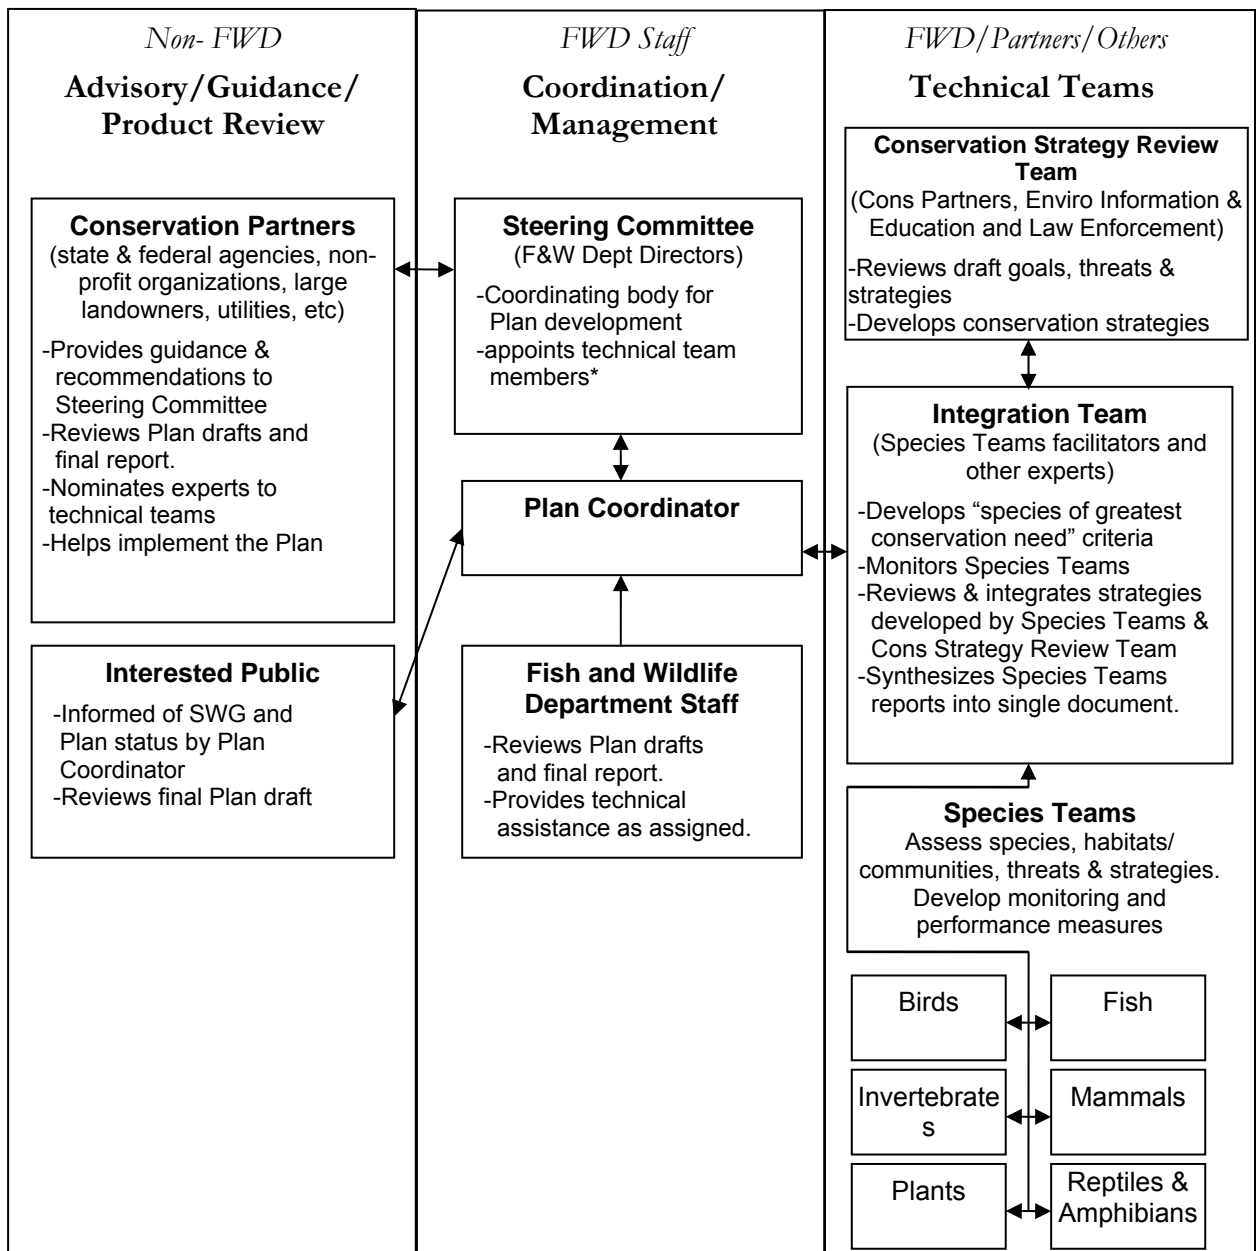 Non- FWD
Advisory/Guidance/
Product Review
Conservation Partners
(state & federal agencies, non-
profit organizations, large
landowners, utilities, etc)
-Provides guidance &
recommendations to
Steering Committee
-Reviews Plan drafts and
final report.
-Nominates experts to
technical teams
-Helps implement the Plan
Interested Public
-Informed of SWG and
Plan status by Plan
Coordinator
-Reviews final Plan draft
FWD Staff
Coordination/
Management
Steering Committee
(F&W Dept Directors)
-Coordinating body for
Plan development
-appoints technical team
members*
Plan Coordinator
Fish and Wildlife
Department Staff
-Reviews Plan drafts
and final report.
-Provides technical
assistance as assigned.
FWD/Partners/Others
Technical Teams
Conservation Strategy Review
Team
(Cons Partners, Enviro Information &
Education and Law Enforcement)
-Reviews draft goals, threats &
strategies
-Develops conservation strategies
Integration Team
(Species Teams facilitators and
other experts)
-Develops “species of greatest
conservation need” criteria
-Monitors Species Teams
-Reviews & integrates strategies
developed by Species Teams &
Cons Strategy Review Team
-Synthesizes Species Teams
reports into single document.
Species Teams
Assess species, habitats/
communities, threats & strategies.
Develop monitoring and
performance measures
Birds
Fish
Invertebrate
s
Mammals
Plants
Reptiles &
Amphibians